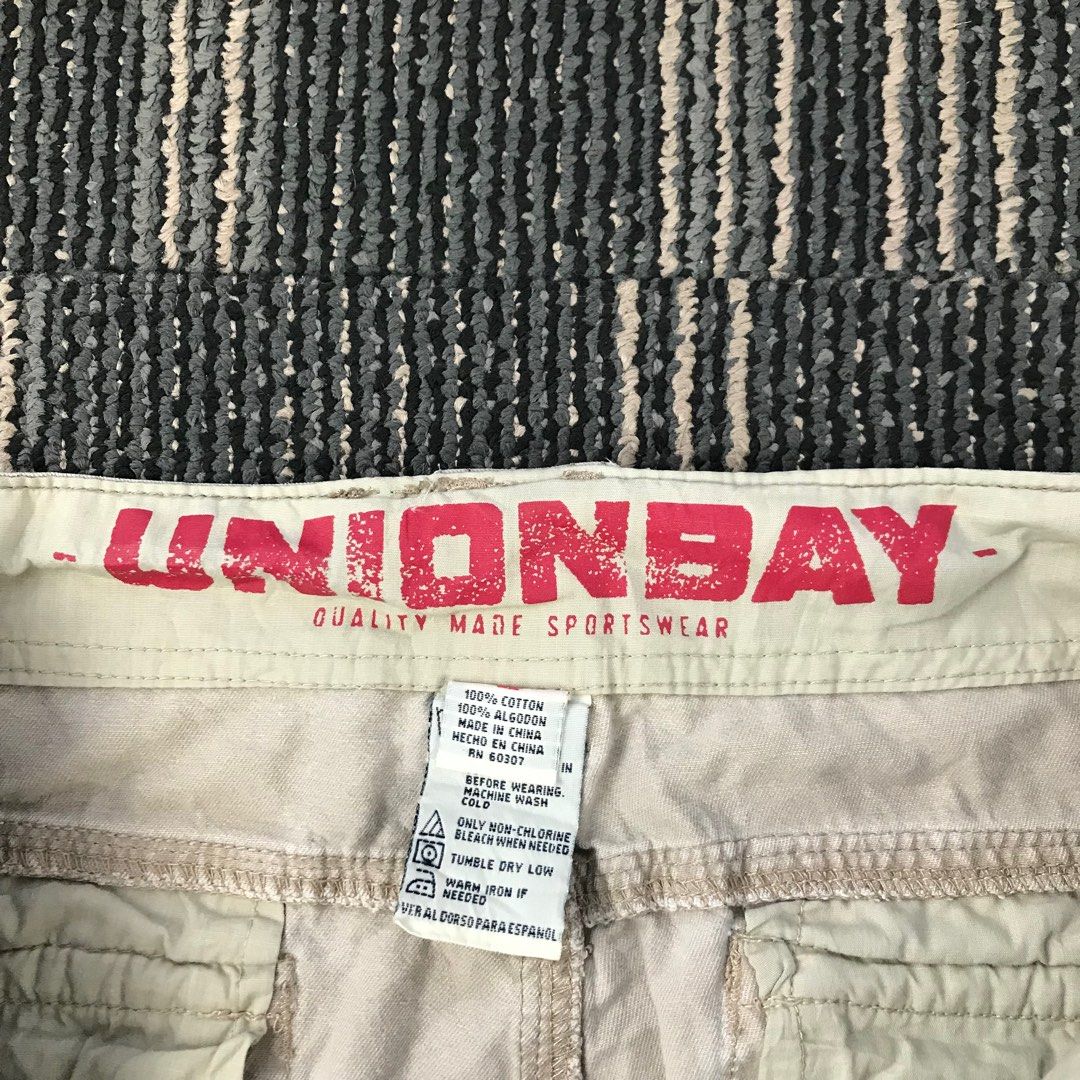 - UNIONBAY -
QUALITY MADE SPORTSWEAR
100% COTTON
100% ALGODON
MADE IN CHINA
HECHO EN CHINA
RN 60307
BEFORE WEARING.
MACHINE WASH
COLD
ONLY NON-CHLORINE
BLEACH WHEN NEEDED
TUMBLE DRY LOW
WARM IRON IF
NEEDED
VER AL DORSO PARA ESPANOL